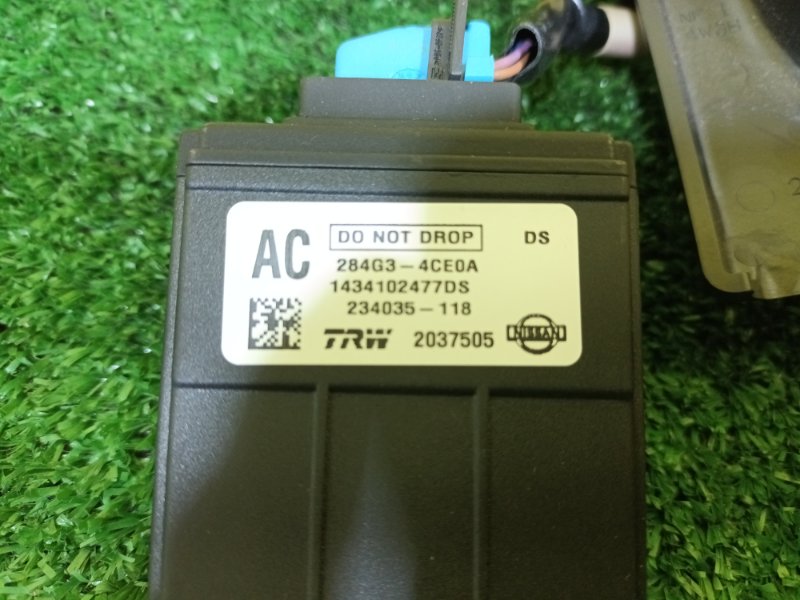 AC DO NOT DROP DS
284G3-4CE0A
1434102477DS
234035-118
TRW 2037505 NISSAN